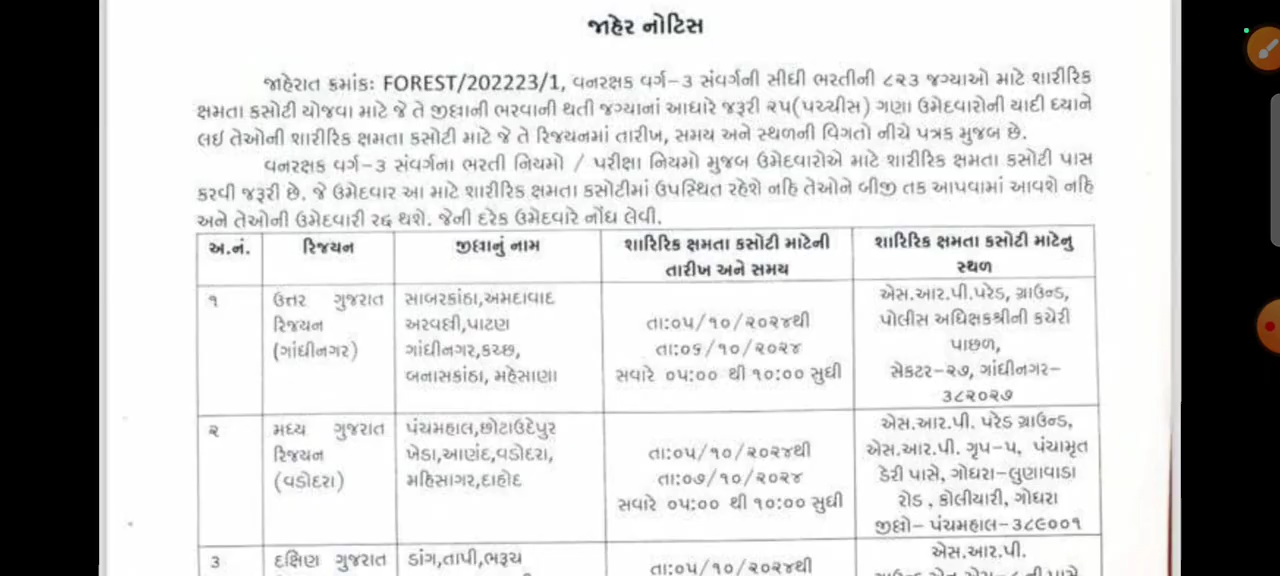 જાહેર નોટિસ
જાહેરાત ક્રમાંકઃ FOREST/202223/1, વનરક્ષક વર્ગ-૩ સંવર્ગની સીધી ભરતીની ૮૨૩ જગ્યાઓ માટે શારીરિક
ક્ષમતા કસોટી યોજવા માટે જે તે જીલ્લાની ભરવાની થતી જગ્યાનાં આધારે જરૂરી ૨૫(પચ્ચીસ) ગણા ઉમેદવારોની યાદી ધ્યાને
લઇ તેઓની શારીરિક ક્ષમતા કસોટી માટે જે તે રિજયનમાં તારીખ, સમય અને સ્થળની વિગતો નીચે પત્રક મુજબ છે.
વનરક્ષક વર્ગ-૩ સંવર્ગના ભરતી નિયમો / પરીક્ષા નિયમો મુજબ ઉમેદવારોએ માટે શારીરિક ક્ષમતા કસોટી પાસ
કરવી જરૂરી છે. જે ઉમેદવાર આ માટે શારીરિક ક્ષમતા કસોટીમાં ઉપસ્થિત રહેશે નહિ તેઓને બીજી તક આપવામાં આવશે નહિ
અને તેઓની ઉમેદવારી રદ્દ થશે. જેની દરેક ઉમેદવારે નોંધ લેવી.
અ.નં. રિજયન જીલ્લાનું નામ શારિરિક ક્ષમતા કસોટી માટેની શારિરિક ક્ષમતા કસોટી માટેનુ
તારીખ અને સમય સ્થળ
૧ ઉત્તર ગુજરાત સાબરકાંઠા,અમદાવાદ એસ.આર.પી.પરેડ, ગ્રાઉન્ડ,
રિજયન અરવલ્લી,પાટણ તા:૦૫/૧૦/૨૦૨૪થી પોલીસ અધિક્ષકશ્રીની કચેરી
(ગાંધીનગર) ગાંધીનગર,કચ્છ, તા:૦૬/૧૦/૨૦૨૪ પાછળ,
બનાસકાંઠા, મહેસાણા સવારે ૦૫:૦૦ થી ૧૦:૦૦ સુધી સેકટર-૨૭, ગાંધીનગર-
૩૮૨૦૨૭
૨ મધ્ય ગુજરાત પંચમહાલ,છોટાઉદેપુર એસ.આર.પી. પરેડ ગ્રાઉન્ડ,
રિજયન ખેડા,આણંદ,વડોદરા, તા:૦૫/૧૦/૨૦૨૪થી એસ.આર.પી. ગૃપ-૫, પંચામૃત
(વડોદરા) મહિસાગર,દાહોદ તા:૦૭/૧૦/૨૦૨૪ ડેરી પાસે, ગોધરા-લુણાવાડા
સવારે ૦૫:૦૦ થી ૧૦:૦૦ સુધી રોડ , કોલીયારી, ગોધરા
જીલ્લો- પંચમહાલ-૩૮૯૦૦૧
૩ દક્ષિણ ગુજરાત ડાંગ,તાપી,ભરૂચ તા:૦૫/૧૦/૨૦૨૪થી એસ.આર.પી.